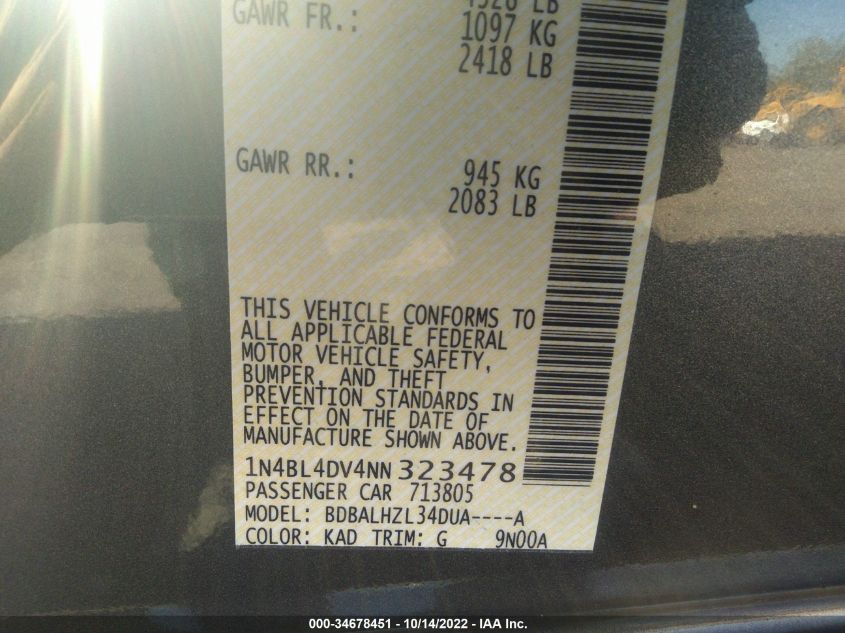 4528 LB
GAWR FR.: 1097 KG
2418 LB
GAWR RR.: 945 KG
2083 LB
THIS VEHICLE CONFORMS TO
ALL APPLICABLE FEDERAL
MOTOR VEHICLE SAFETY,
BUMPER, AND THEFT
PREVENTION STANDARDS IN
EFFECT ON THE DATE OF
MANUFACTURE SHOWN ABOVE.
1N4BL4DV4NN323478
PASSENGER CAR 713805
MODEL: BDBALHZL34DUA----A
COLOR: KAD TRIM: G 9N00A
000-34678451 - 10/14/2022 - IAA Inc.